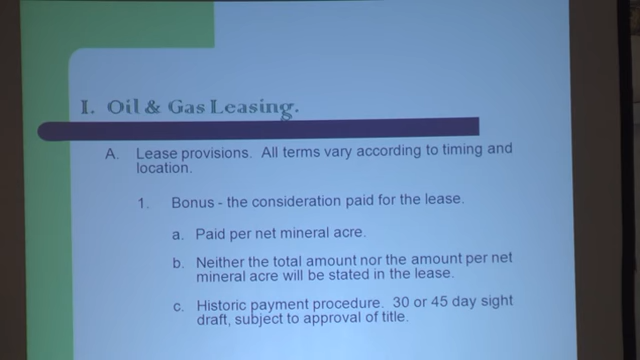 I. Oil & Gas Leasing.
A. Lease provisions. All terms vary according to timing and
location.
1. Bonus - the consideration paid for the lease.
a. Paid per net mineral acre.
b. Neither the total amount nor the amount per net
mineral acre will be stated in the lease.
c. Historic payment procedure. 30 or 45 day sight
draft, subject to approval of title.